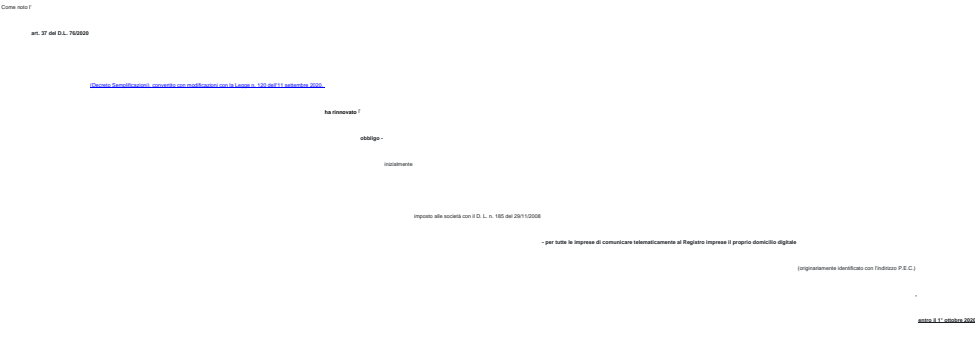 Come noto l'
art. 37 del D.L. 76/2020
(Decreto Semplificazioni), convertito con modificazioni con la Legge n. 120 dell'11 settembre 2020,
ha rinnovato l'
obbligo -
inizialmente
imposto alle società con il D. L. n. 185 del 29/11/2008
- per tutte le imprese di comunicare telematicamente al Registro imprese il proprio domicilio digitale
(originariamente identificato con l'indirizzo P.E.C.)
,
entro il 1° ottobre 2020